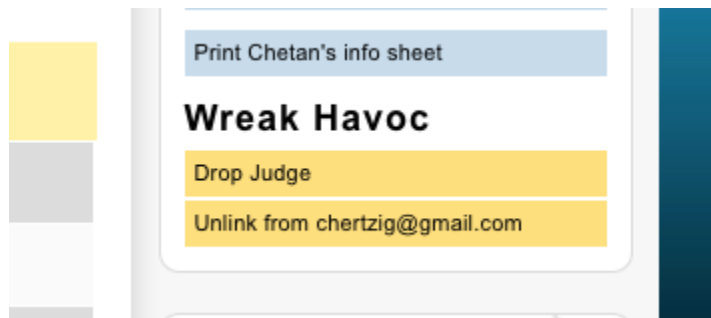 Print Chetan's info sheet
Wreak Havoc
Drop Judge
Unlink from chertzig@gmail.com